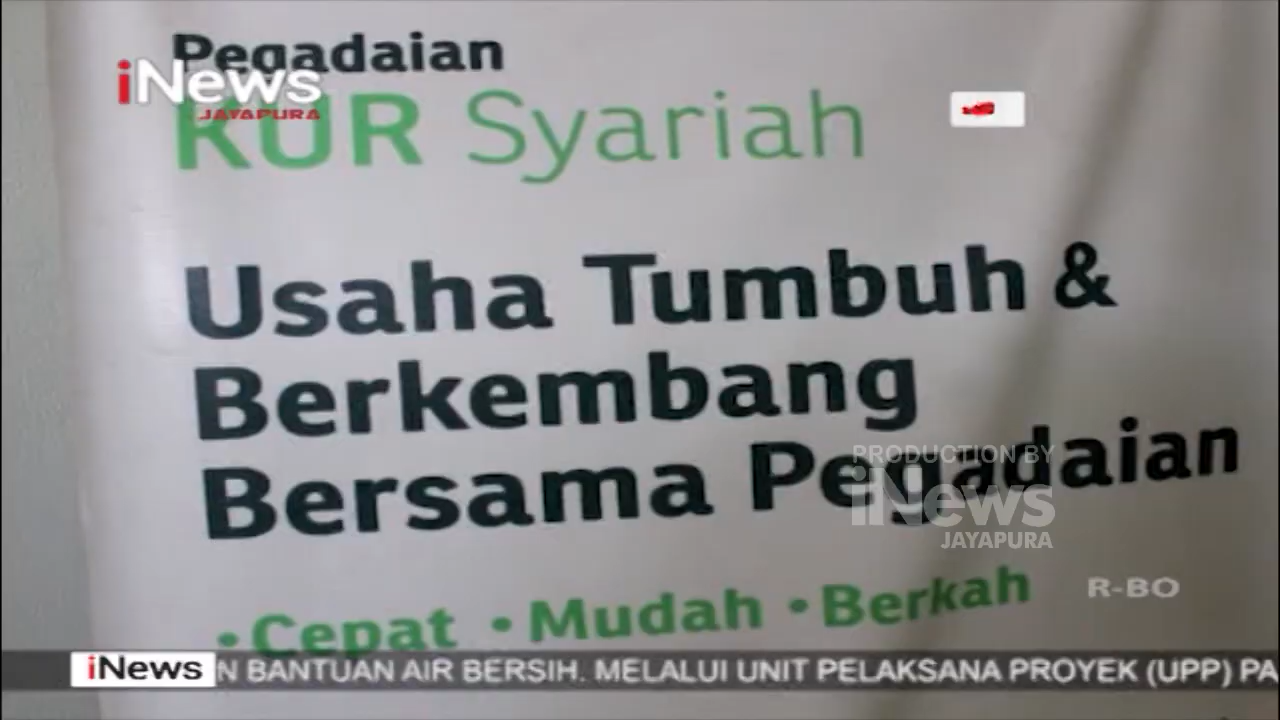 Pegadaian
iNews
JAYAPURA
KUR Syariah
Usaha Tumbuh &
Berkembang
Bersama Pegadaian
PRODUCTION BY
iNews
JAYAPURA
R-BO
• Cepat • Mudah • Berkah
iNews N BANTUAN AIR BERSIH. MELALUI UNIT PELAKSANA PROYEK (UPP) PA